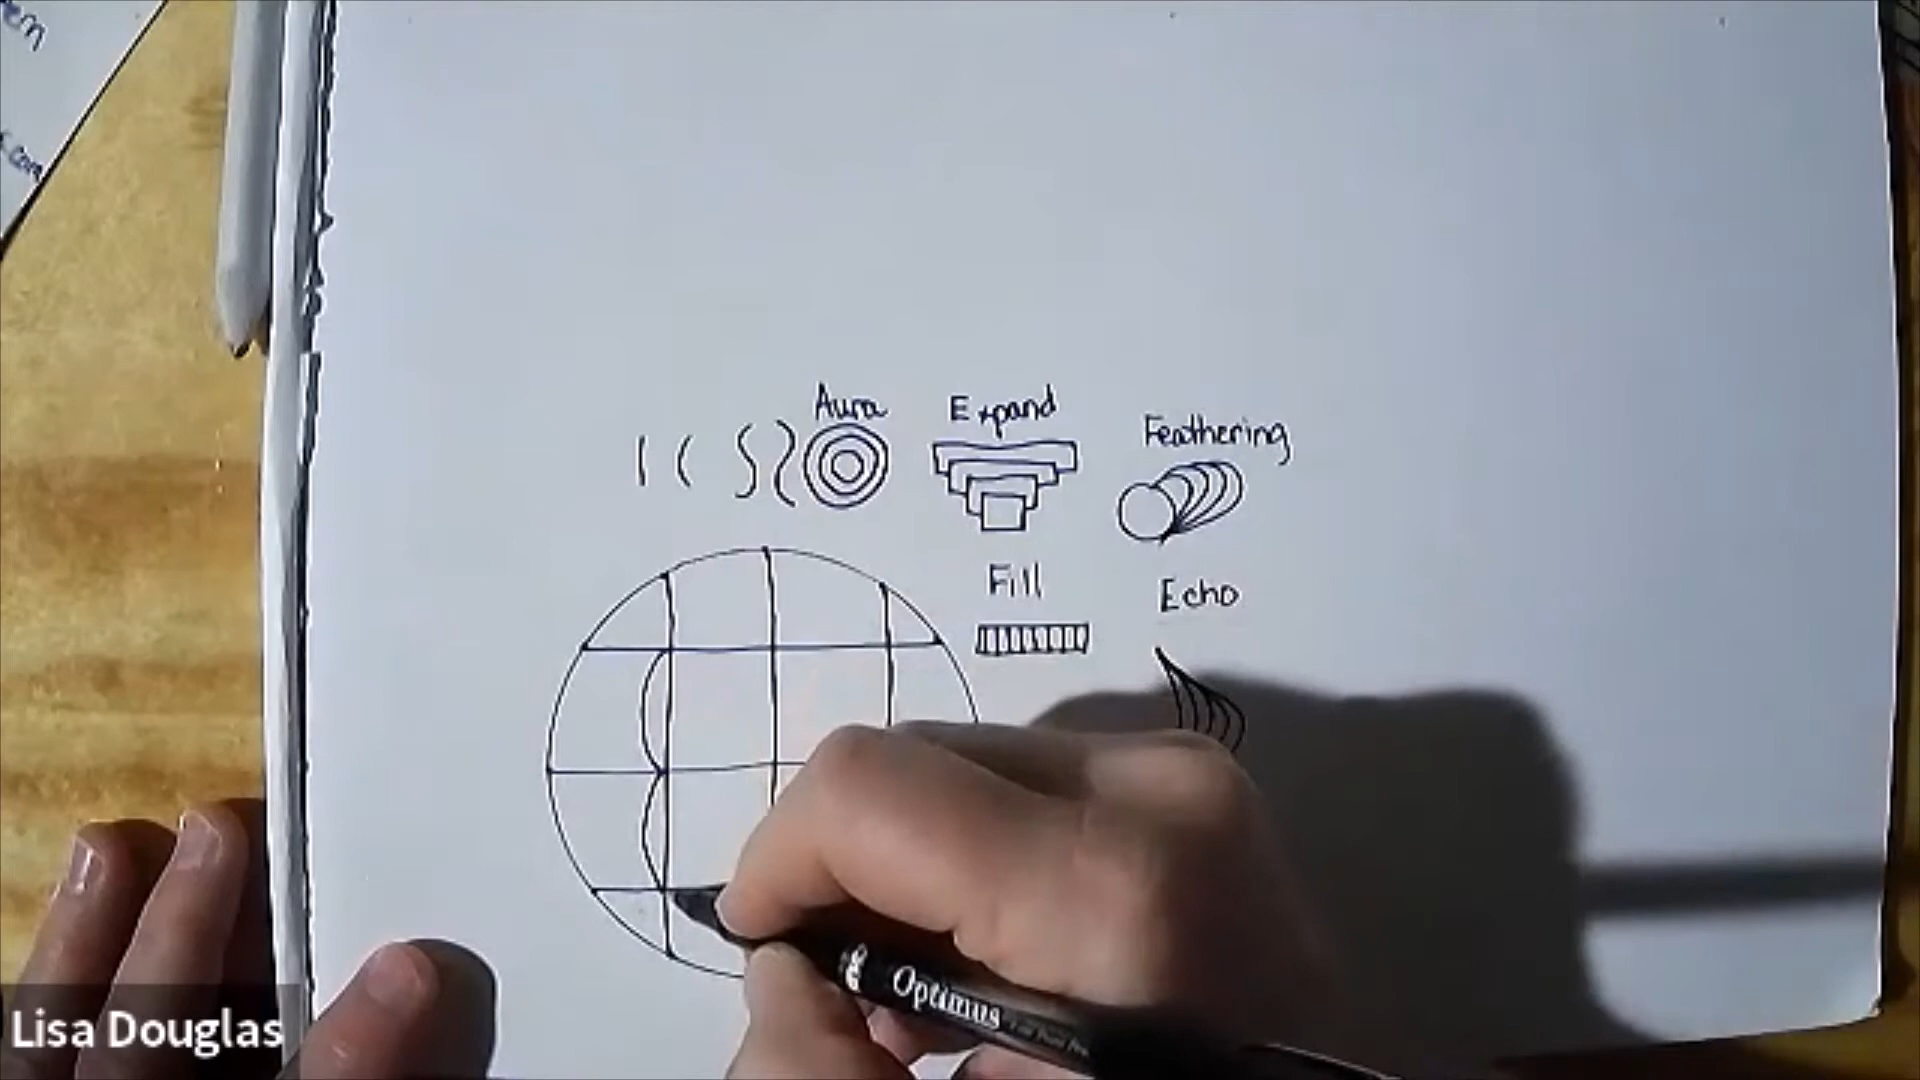 Aura
Expand
Feathering
Fill
Echo
Optimus
Lisa Douglas